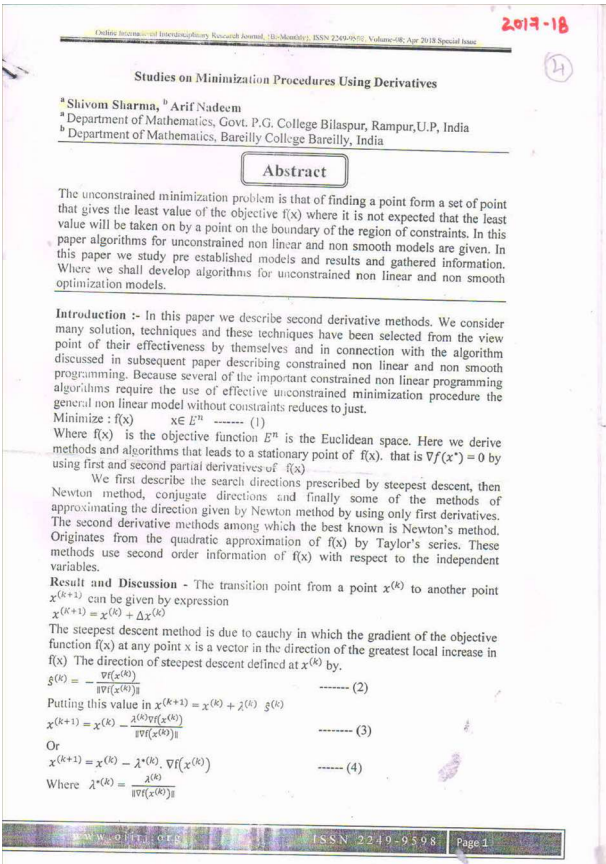 2017-18
4
Online International Interdisciplinary Research Journal, {Bi-Monthly}, ISSN 2249-9598, Volume-08, Apr 2018 Special Issue
Studies on Minimization Procedures Using Derivatives
ᵃ Shivom Sharma, ᵇ Arif Nadeem
ᵃ Department of Mathematics, Govt. P.G. College Bilaspur, Rampur,U.P, India
ᵇ Department of Mathematics, Bareilly College Bareilly, India
Abstract
The unconstrained minimization problem is that of finding a point form a set of point
that gives the least value of the objective f(x) where it is not expected that the least
value will be taken on by a point on the boundary of the region of constraints. In this
paper algorithms for unconstrained non linear and non smooth models are given. In
this paper we study pre established models and results and gathered information.
Where we shall develop algorithms for unconstrained non linear and non smooth
optimization models.
Introduction :- In this paper we describe second derivative methods. We consider
many solution, techniques and these techniques have been selected from the view
point of their effectiveness by themselves and in connection with the algorithm
discussed in subsequent paper describing constrained non linear and non smooth
programming. Because several of the important constrained non linear programming
algorithms require the use of effective unconstrained minimization procedure the
general non linear model without constraints reduces to just.
Minimize : f(x) x∈ Eⁿ ------- (1)
Where f(x) is the objective function Eⁿ is the Euclidean space. Here we derive
methods and algorithms that leads to a stationary point of f(x). that is ∇f(x*) = 0 by
using first and second partial derivatives of f(x)
We first describe the search directions prescribed by steepest descent, then
Newton method, conjugate directions and finally some of the methods of
approximating the direction given by Newton method by using only first derivatives.
The second derivative methods among which the best known is Newton's method.
Originates from the quadratic approximation of f(x) by Taylor's series. These
methods use second order information of f(x) with respect to the independent
variables.
Result and Discussion - The transition point from a point x^(k) to another point
x^(k+1) can be given by expression
x^(K+1) = x^(k) + Δx^(k)
The steepest descent method is due to cauchy in which the gradient of the objective
function f(x) at any point x is a vector in the direction of the greatest local increase in
f(x) The direction of steepest descent defined at x^(k) by.
ŝ^(k) = − ∇f(x^(k)) / ‖∇f(x^(k))‖ ------- (2)
Putting this value in x^(k+1) = x^(k) + λ^(k) ŝ^(k)
x^(k+1) = x^(k) − λ^(k)∇f(x^(k)) / ‖∇f(x^(k))‖ -------- (3)
Or
x^(k+1) = x^(k) − λ*^(k). ∇f(x^(k)) ------ (4)
Where λ*^(k) = λ^(k) / ‖∇f(x^(k))‖
www.oiirj.org ISSN 2249-9598 Page 1